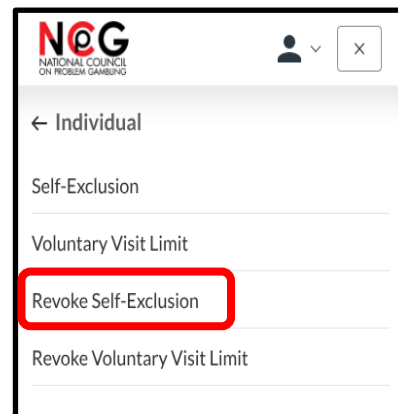 NCPG
NATIONAL COUNCIL
ON PROBLEM GAMBLING
X
← Individual
Self-Exclusion
Voluntary Visit Limit
Revoke Self-Exclusion
Revoke Voluntary Visit Limit